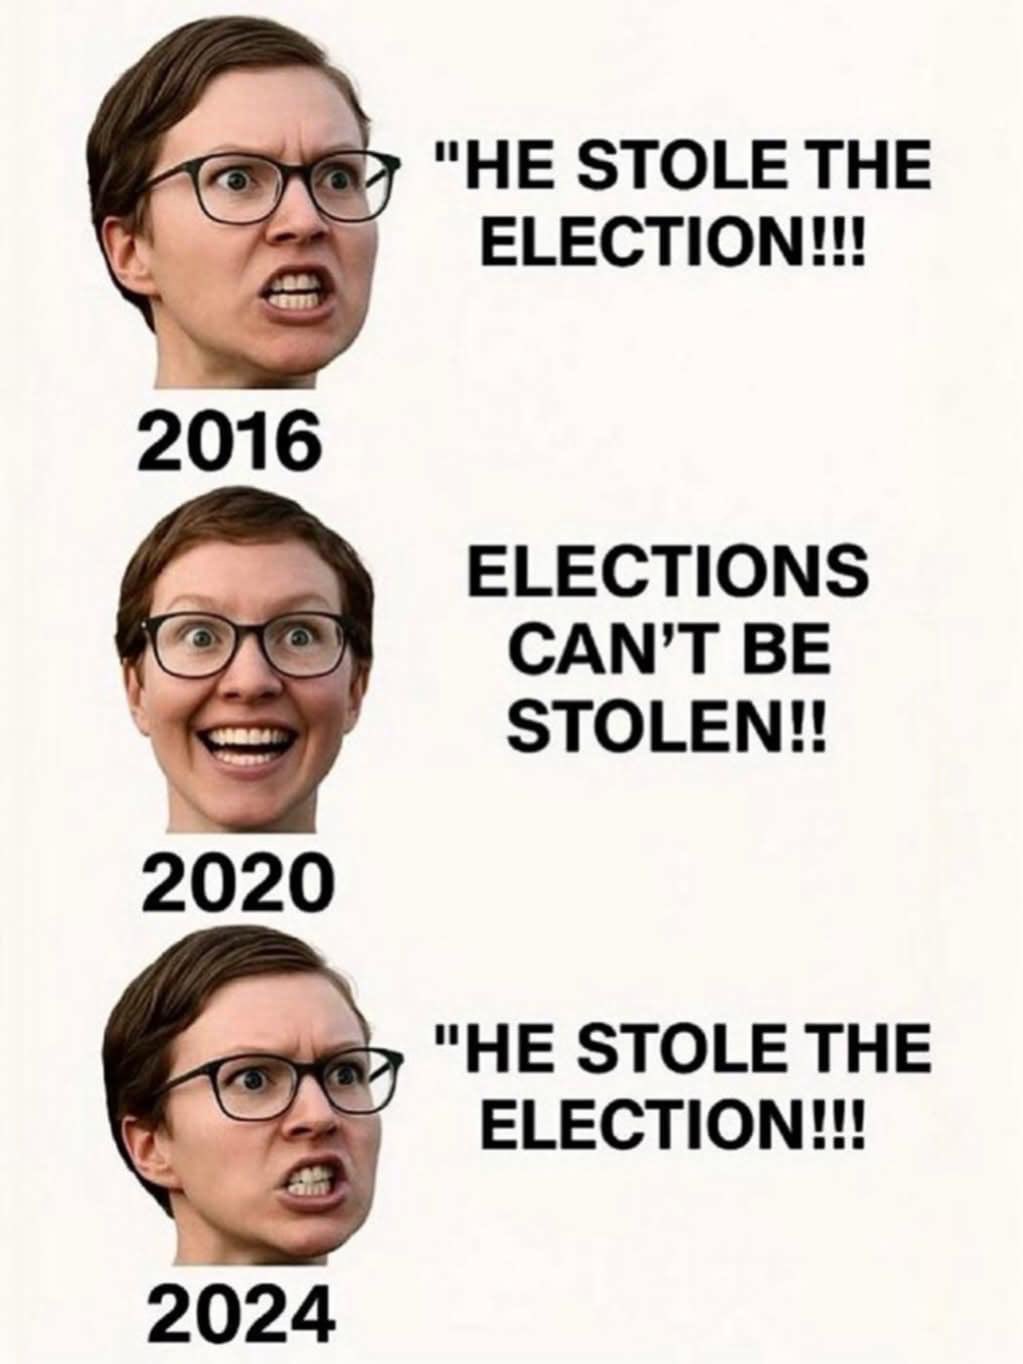 "HE STOLE THE
ELECTION!!!
2016
ELECTIONS
CAN’T BE
STOLEN!!
2020
"HE STOLE THE
ELECTION!!!
2024